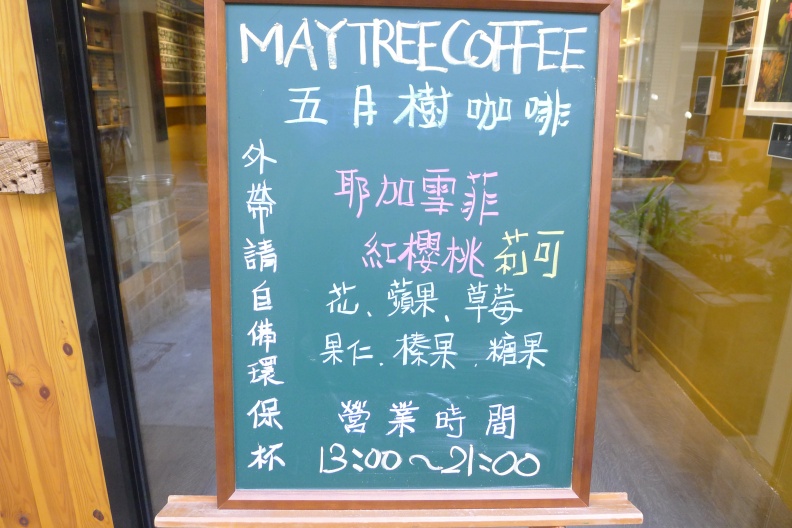 MAYTREE COFFEE
五月樹咖啡
外帶請自備環保杯
耶加雪菲
紅櫻桃 莉可
花、蘋果、草莓
果仁、榛果、糖果
營業時間
13:00~21:00